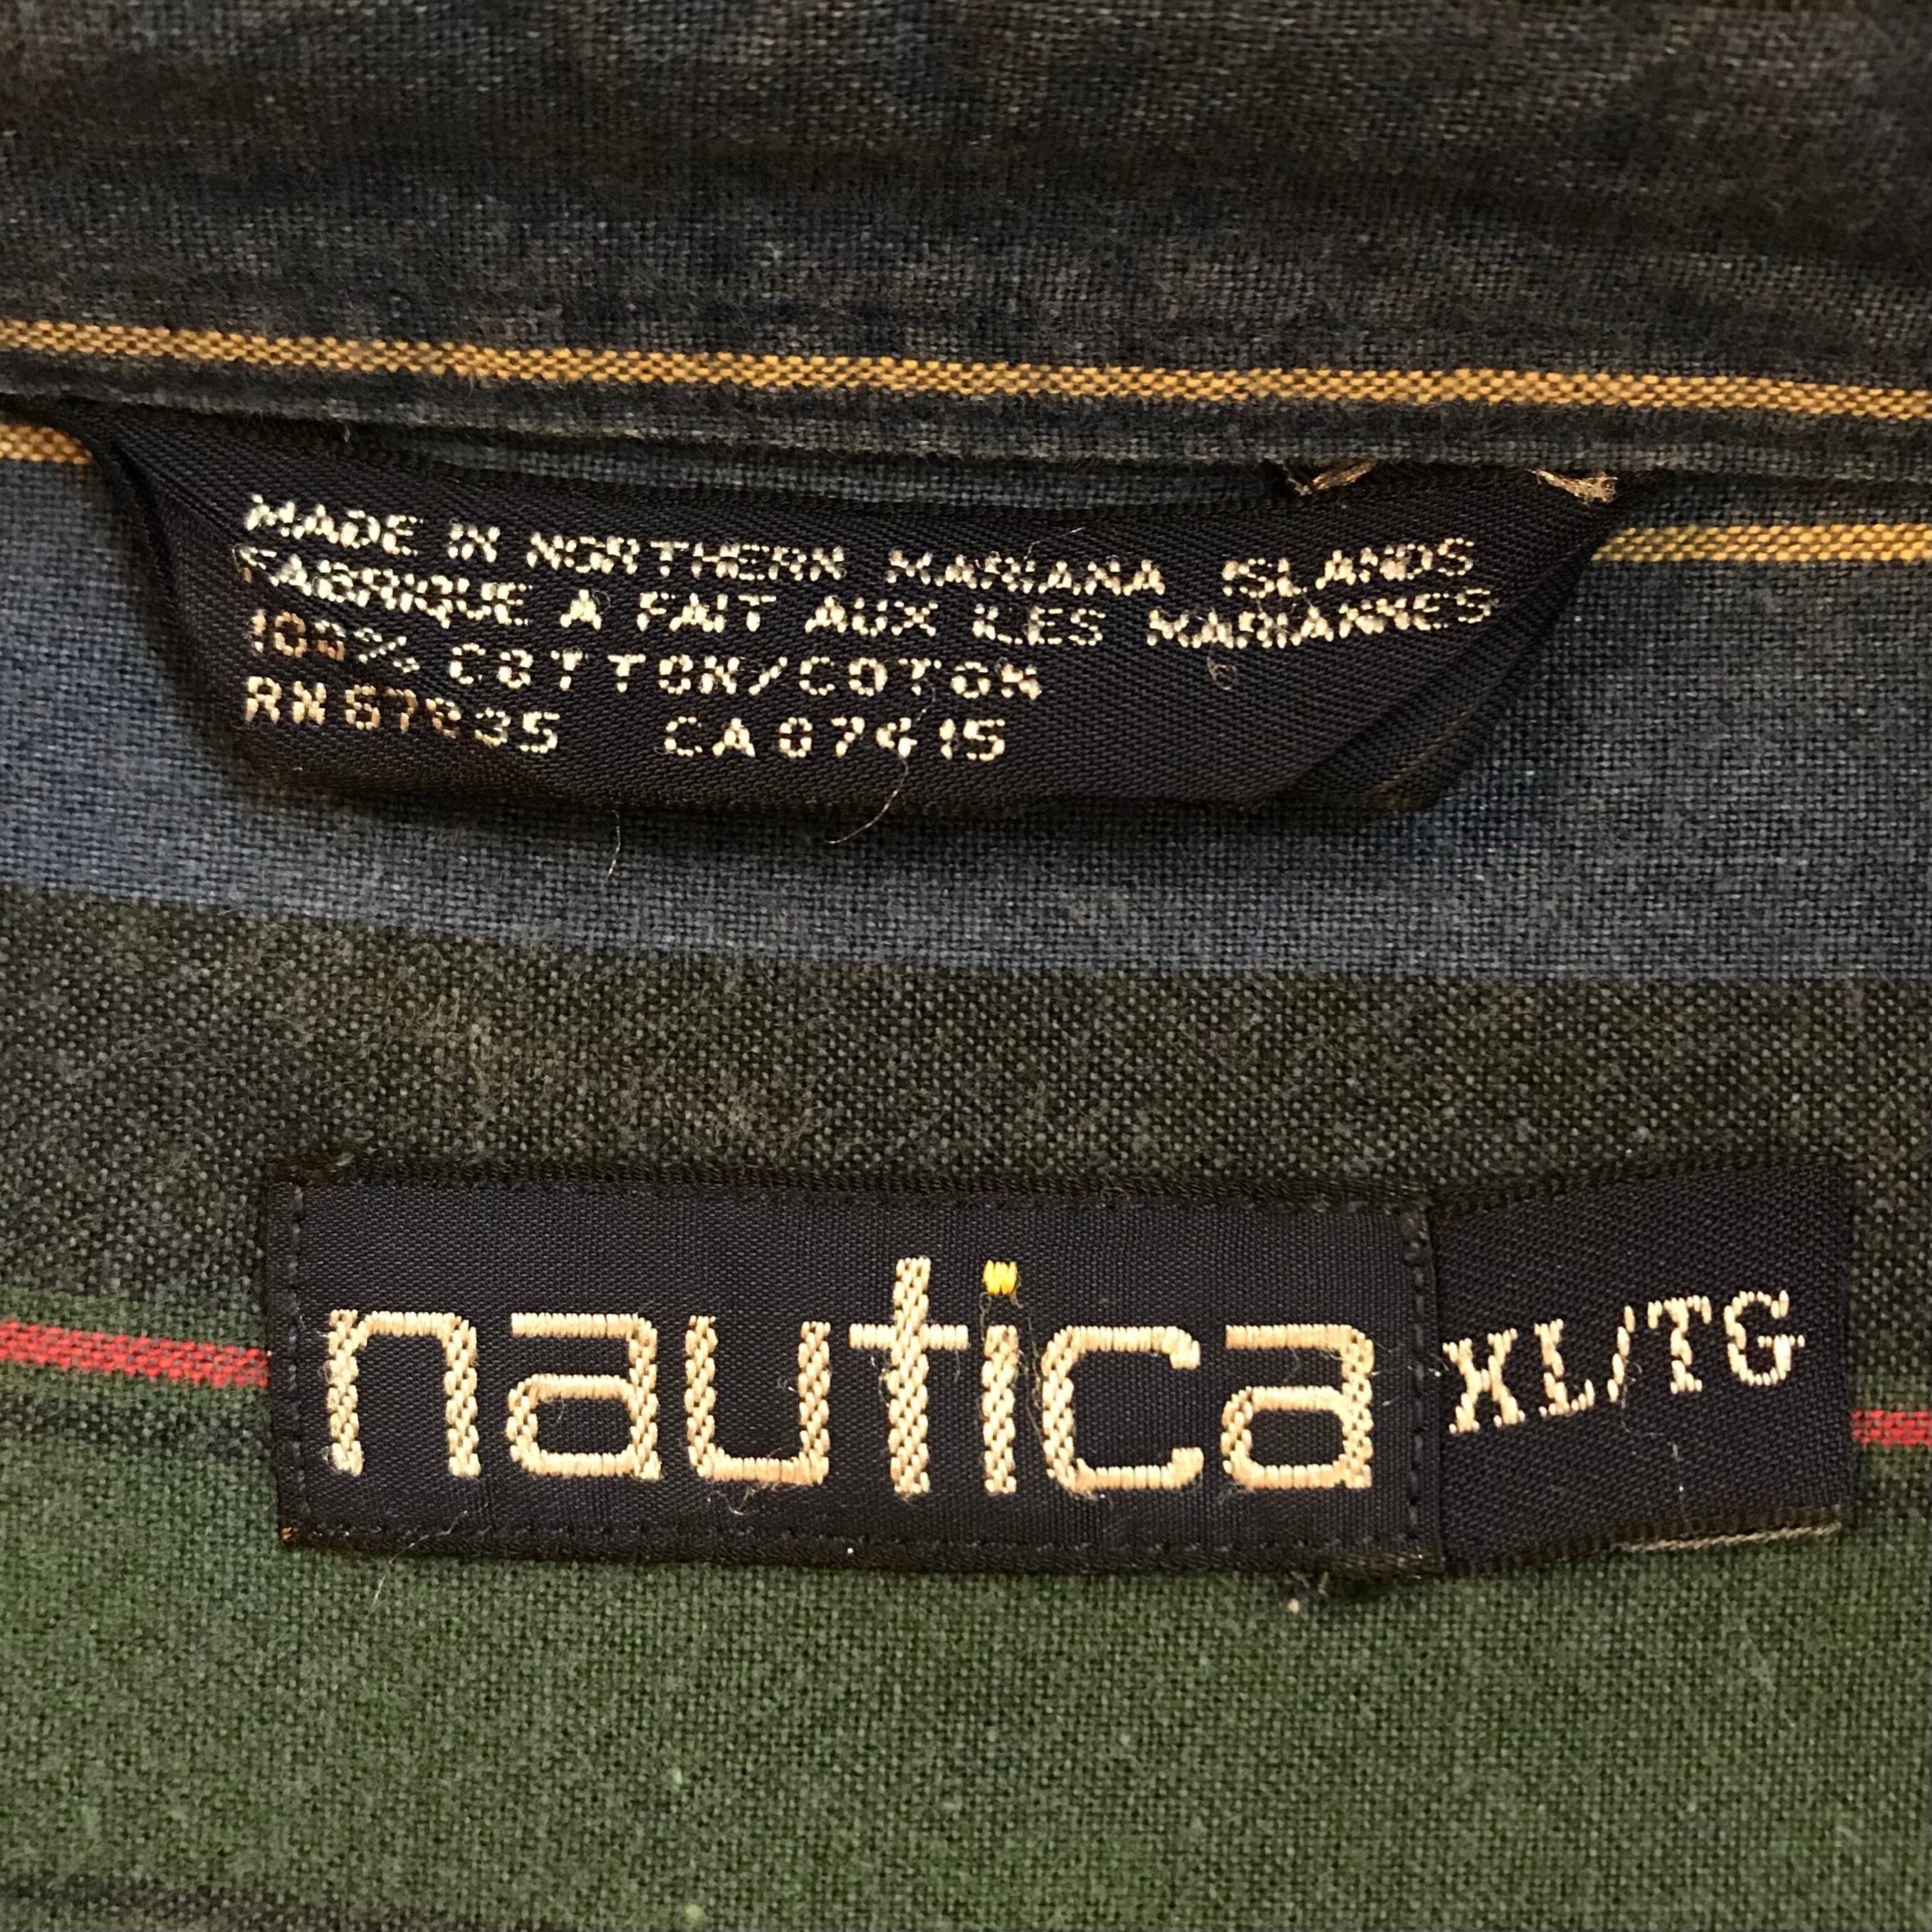 MADE IN NORTHERN MARIANA ISLANDS
FABRIQUE A FAIT AUX ILES MARIANNES
100% COTTON/COTON
RN 67835 CA 07415
nautica XL/TG